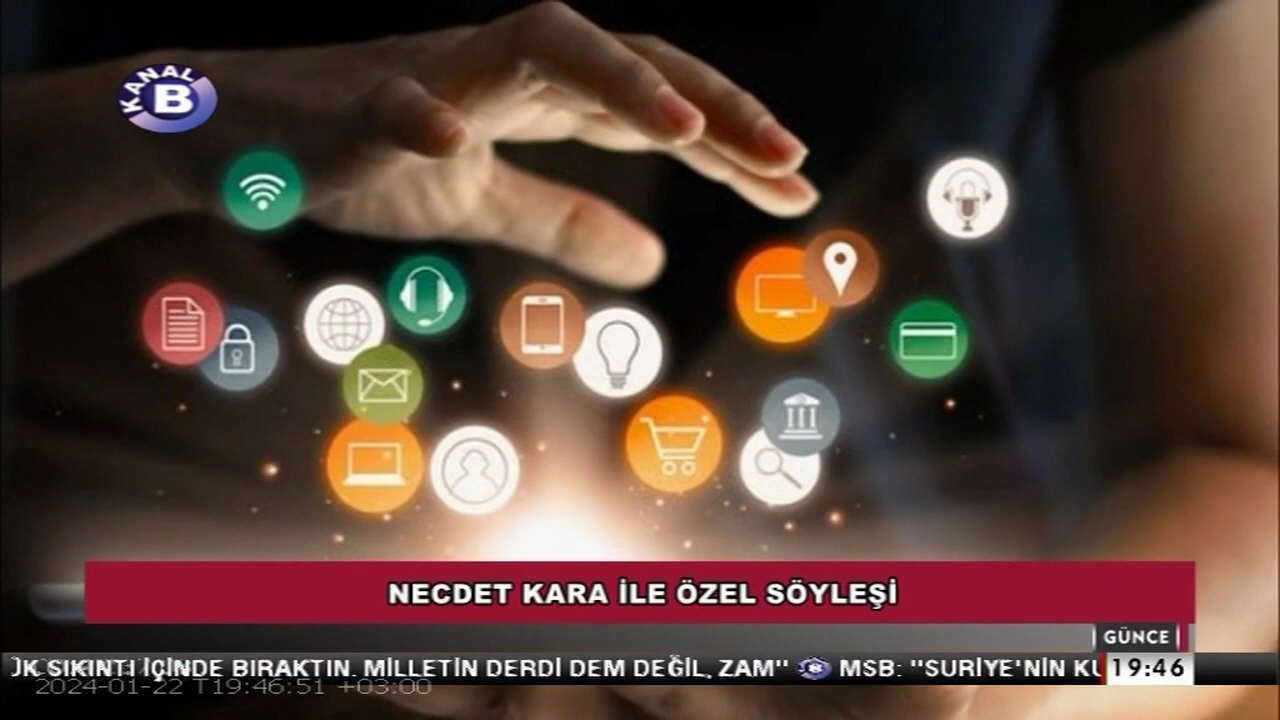 KANAL B
NECDET KARA İLE ÖZEL SÖYLEŞİ
GÜNCE
SIKINTI İÇİNDE BIRAKTIN. MİLLETİN DERDİ DEM DEĞİL, ZAM" B MSB: "SURİYE'NİN
19:46
2024-01-22 T19:46:51 +03:00